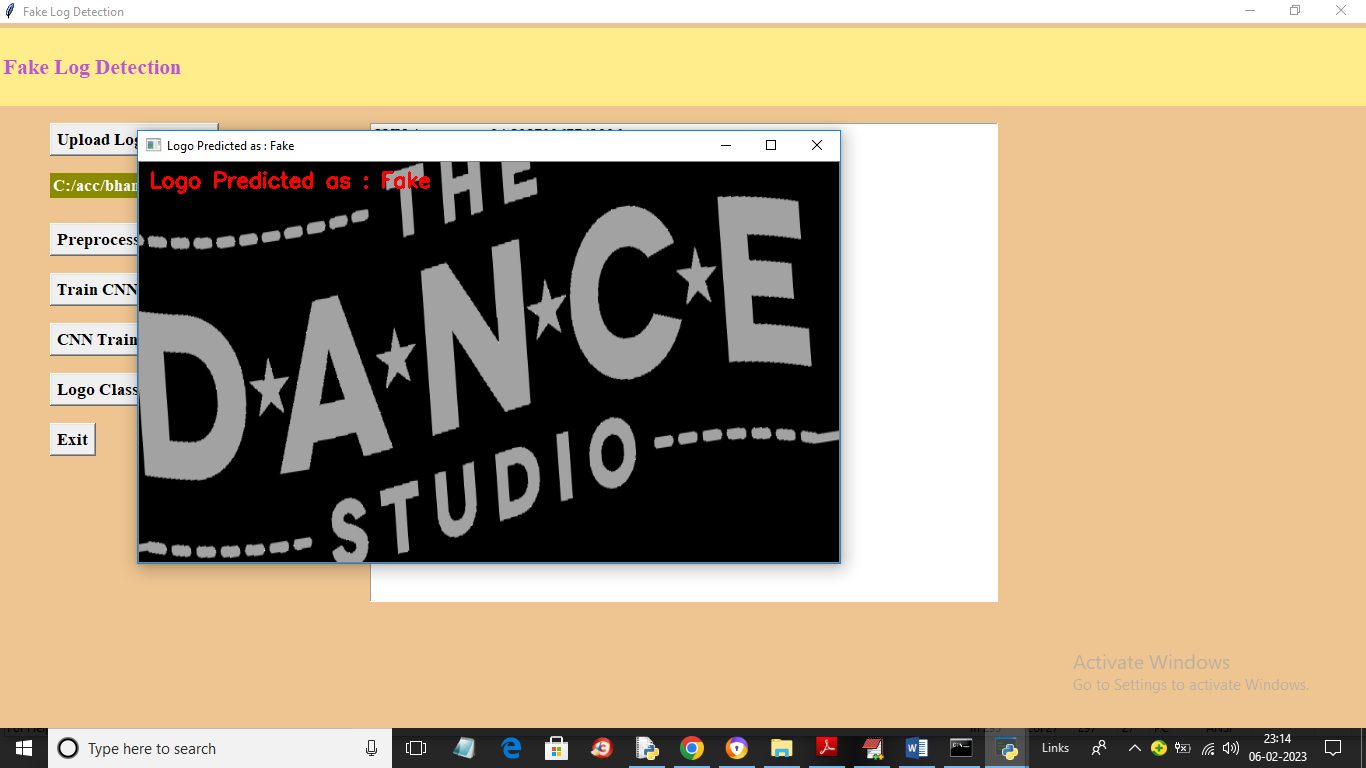 Fake Log Detection
Fake Log Detection
Upload Log
C:/acc/bhan
Preprocess
Train CNN
CNN Train
Logo Class
Exit
Logo Predicted as : Fake
Logo Predicted as : Fake
THE
DANCE
STUDIO
Activate Windows
Go to Settings to activate Windows.
Type here to search
Links
23:14
06-02-2023